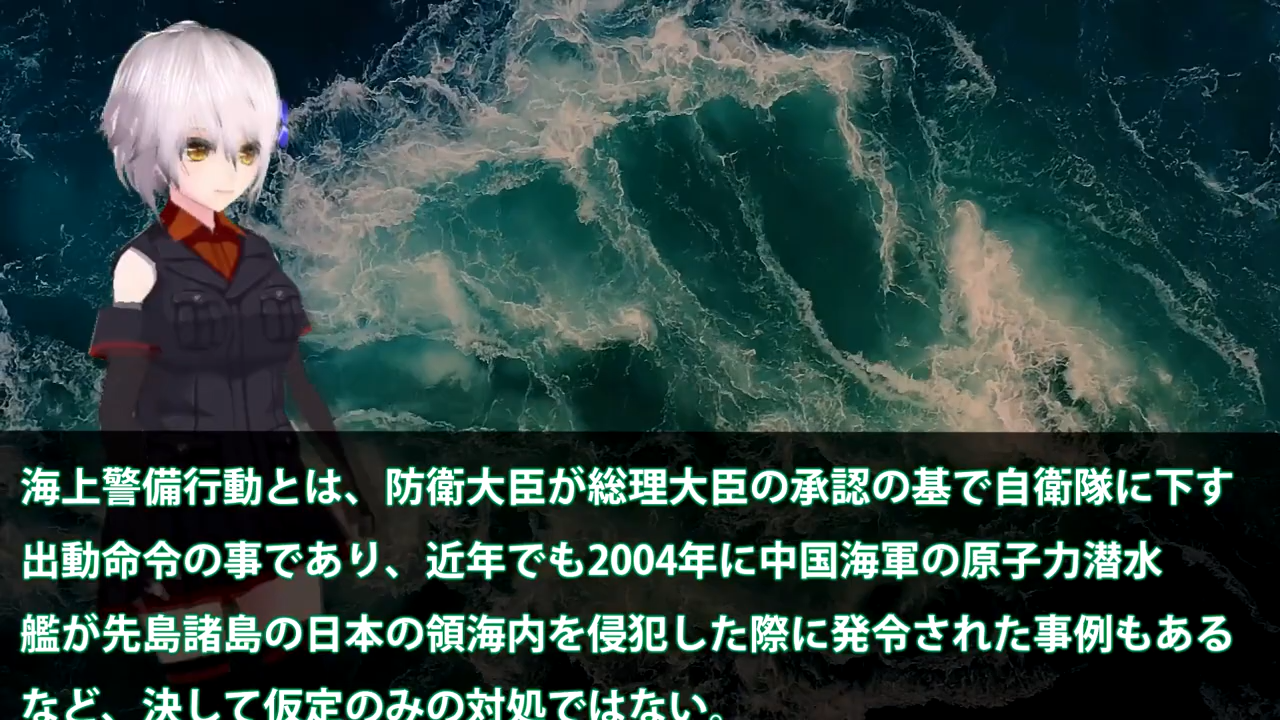 海上警備行動とは、防衛大臣が総理大臣の承認の基で自衛隊に下す
出動命令の事であり、近年でも2004年に中国海軍の原子力潜水
艦が先島諸島の日本の領海内を侵犯した際に発令された事例もある
など、決して仮定のみの対処ではない。